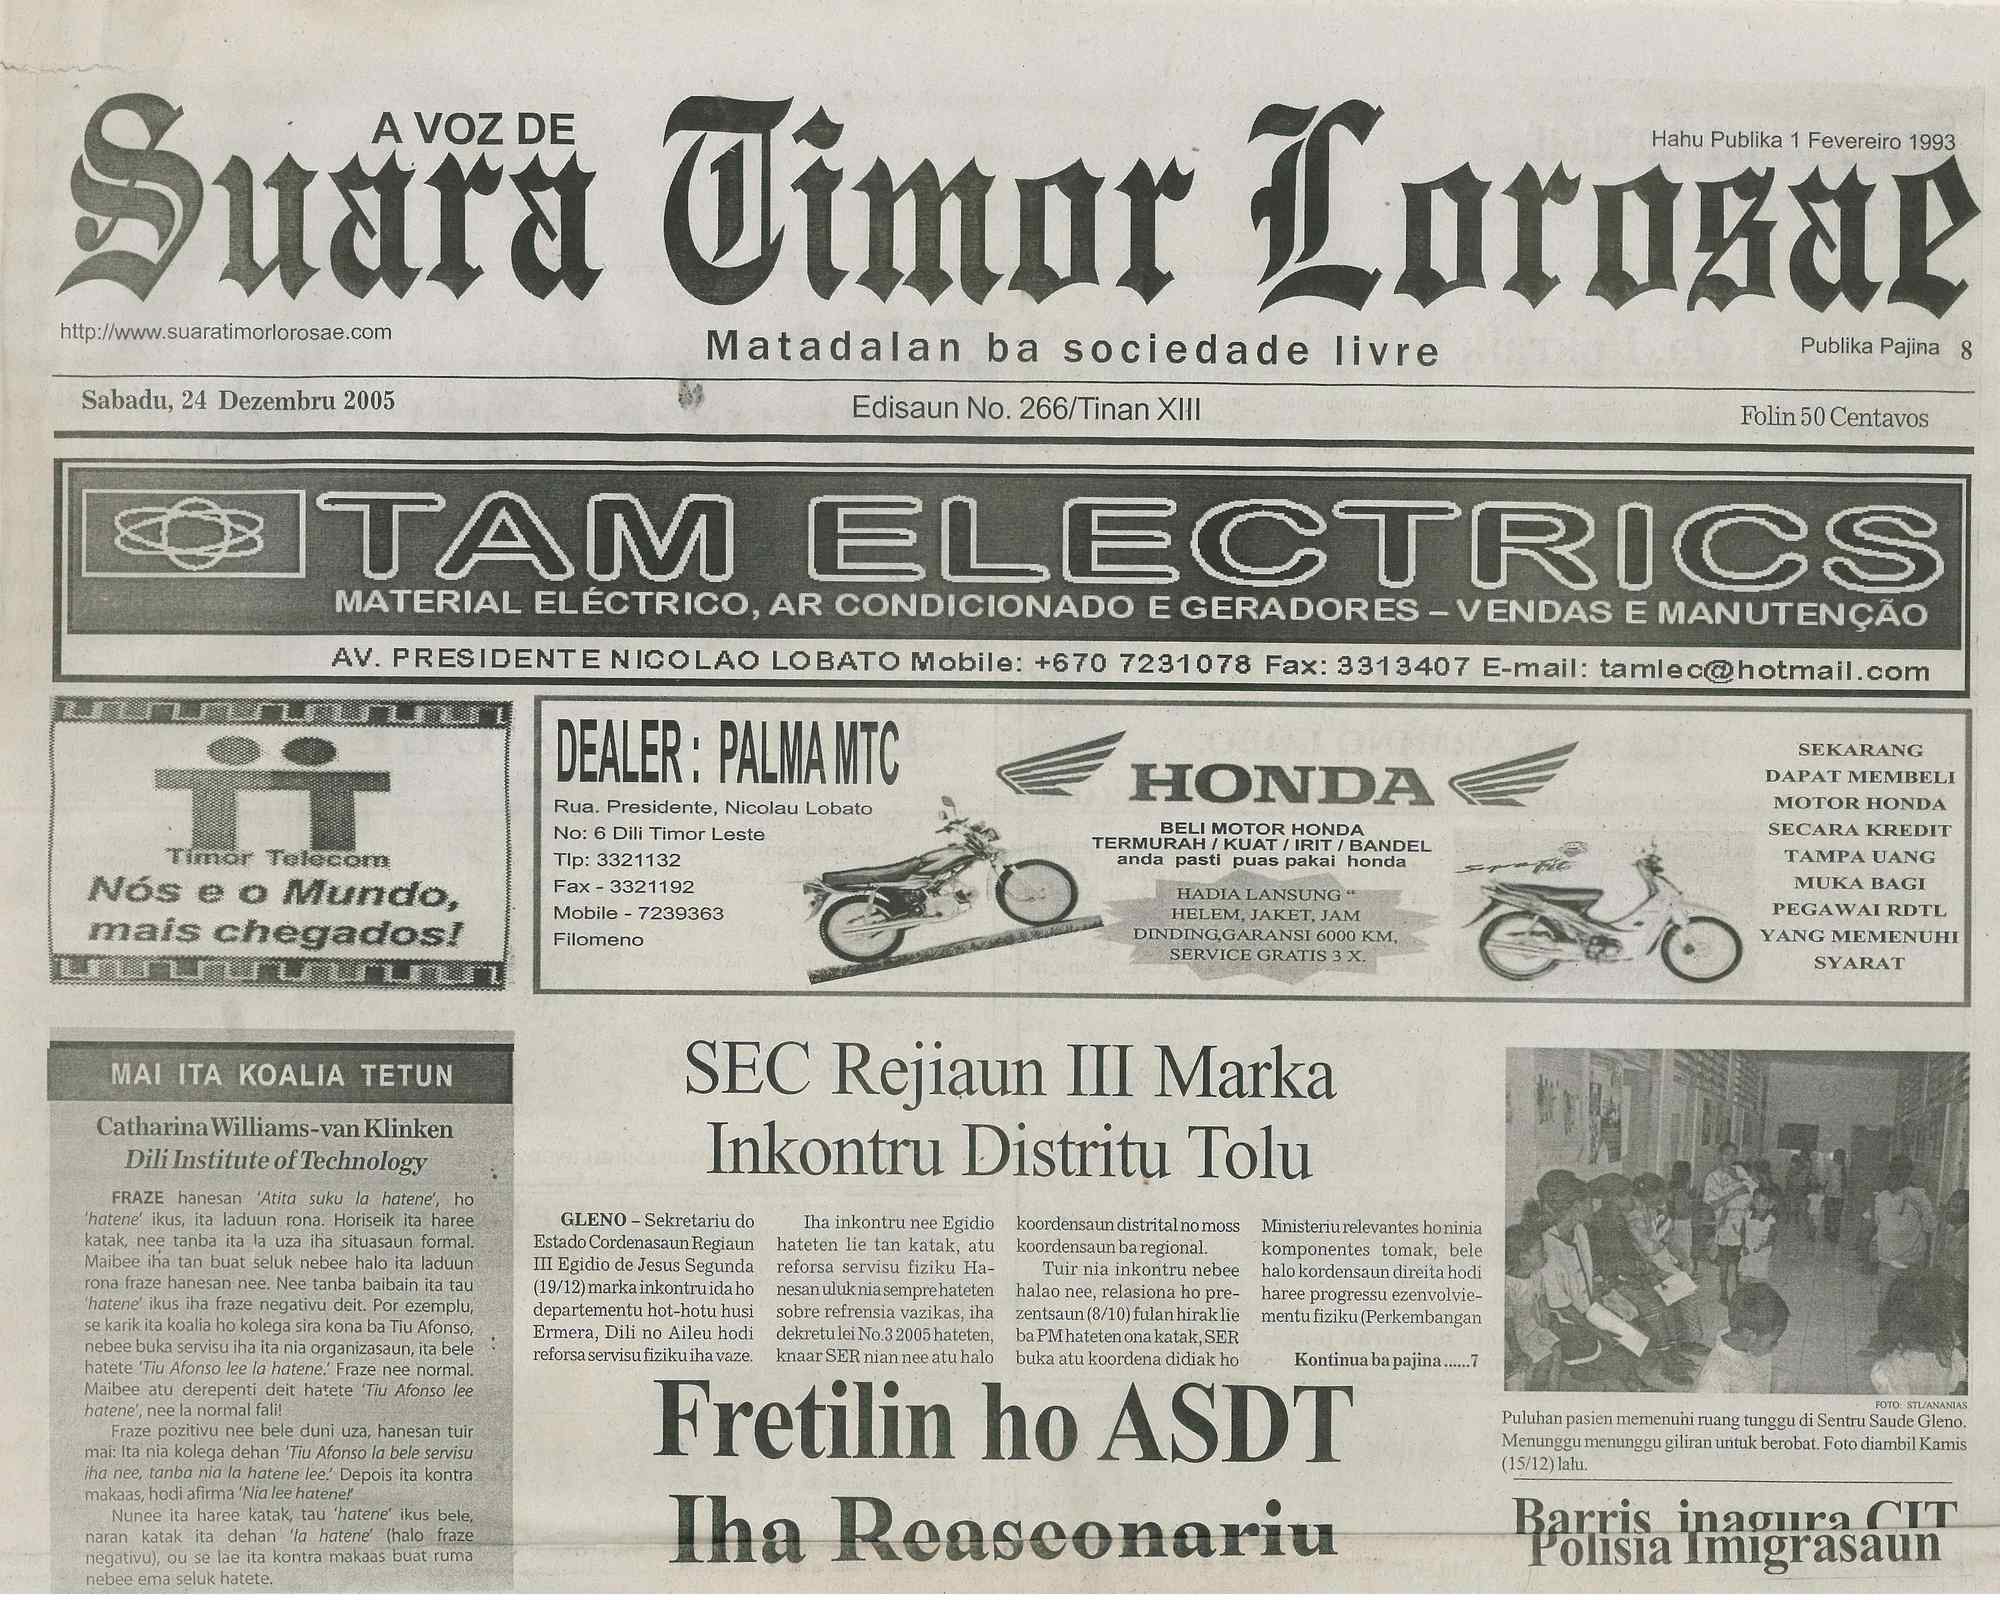 A VOZ DE
Suara Timor Lorosae
Hahu Publika 1 Fevereiro 1993
http://www.suaratimorlorosae.com
Matadalan ba sociedade livre
Publika Pajina 8
Sabadu, 24 Dezembru 2005
Edisaun No. 266/Tinan XIII
Folin 50 Centavos
TAM ELECTRICS
MATERIAL ELÉCTRICO, AR CONDICIONADO E GERADORES – VENDAS E MANUTENÇÃO
AV. PRESIDENTE NICOLAO LOBATO Mobile: +670 7231078 Fax: 3313407 E-mail: tamlec@hotmail.com
Timor Telecom
Nós e o Mundo,
mais chegados!
DEALER : PALMA MTC
Rua. Presidente, Nicolau Lobato
No: 6 Dili Timor Leste
Tlp: 3321132
Fax - 3321192
Mobile - 7239363
Filomeno
HONDA
BELI MOTOR HONDA
TERMURAH / KUAT / IRIT / BANDEL
anda pasti puas pakai honda
HADIA LANSUNG "
HELEM, JAKET, JAM
DINDING,GARANSI 6000 KM,
SERVICE GRATIS 3 X.
SEKARANG
DAPAT MEMBELI
MOTOR HONDA
SECARA KREDIT
TAMPA UANG
MUKA BAGI
PEGAWAI RDTL
YANG MEMENUHI
SYARAT
MAI ITA KOALIA TETUN
Catharina Williams-van Klinken
Dili Institute of Technology
FRAZE hanesan 'Atita suku la hatene', ho
'hatene' ikus, ita laduun rona. Horiseik ita haree
katak, nee tanba ita la uza iha situasaun formal.
Maibee iha tan buat seluk nebee halo ita laduun
rona fraze hanesan nee. Nee tanba baibain ita tau
'hatene' ikus iha fraze negativu deit. Por ezemplu,
se karik ita koalia ho kolega sira kona ba Tiu Afonso,
nebee buka servisu iha ita nia organizasaun, ita bele
hatete 'Tiu Afonso lee la hatene.' Fraze nee normal.
Maibee atu derepenti deit hatete 'Tiu Afonso lee
hatene', nee la normal fali!
Fraze pozitivu nee bele duni uza, hanesan tuir
mai: Ita nia kolega dehan 'Tiu Afonso la bele servisu
iha nee, tanba nia la hatene lee.' Depois ita kontra
makaas, hodi afirma 'Nia lee hatene!'
Nunee ita haree katak, tau 'hatene' ikus bele,
naran katak ita dehan 'la hatene' (halo fraze
negativu), ou se lae ita kontra makaas buat ruma
nebee ema seluk hatete.
SEC Rejiaun III Marka
Inkontru Distritu Tolu
GLENO – Sekretariu do
Estado Cordenasaun Regiaun
III Egidio de Jesus Segunda
(19/12) marka inkontru ida ho
departementu hot-hotu husi
Ermera, Dili no Aileu hodi
reforsa servisu fiziku iha vaze.
Iha inkontru nee Egidio
hateten lie tan katak, atu
reforsa servisu fiziku Ha-
nesan uluk nia sempre hateten
sobre refrensia vazikas, iha
dekretu lei No.3 2005 hateten,
knaar SER nian nee atu halo
koordensaun distrital no moss
koordensaun ba regional.
Tuir nia inkontru nebee
halao nee, relasiona ho pre-
zentsaun (8/10) fulan hirak lie
ba PM hateten ona katak, SER
buka atu koordena didiak ho
Ministeriu relevantes ho ninia
komponentes tomak, bele
halo kordensaun direita hodi
haree progressu ezenvolvie-
mentu fiziku (Perkembangan
Kontinua ba pajina ......7
FOTO: STL/ANANIAS
Puluhan pasien memenuhi ruang tunggu di Sentru Saude Gleno.
Menunggu menunggu giliran untuk berobat. Foto diambil Kamis
(15/12) lalu.
Fretilin ho ASDT
Iha Reaseonariu
Barris inagura CIT
Polisia Imigrasaun